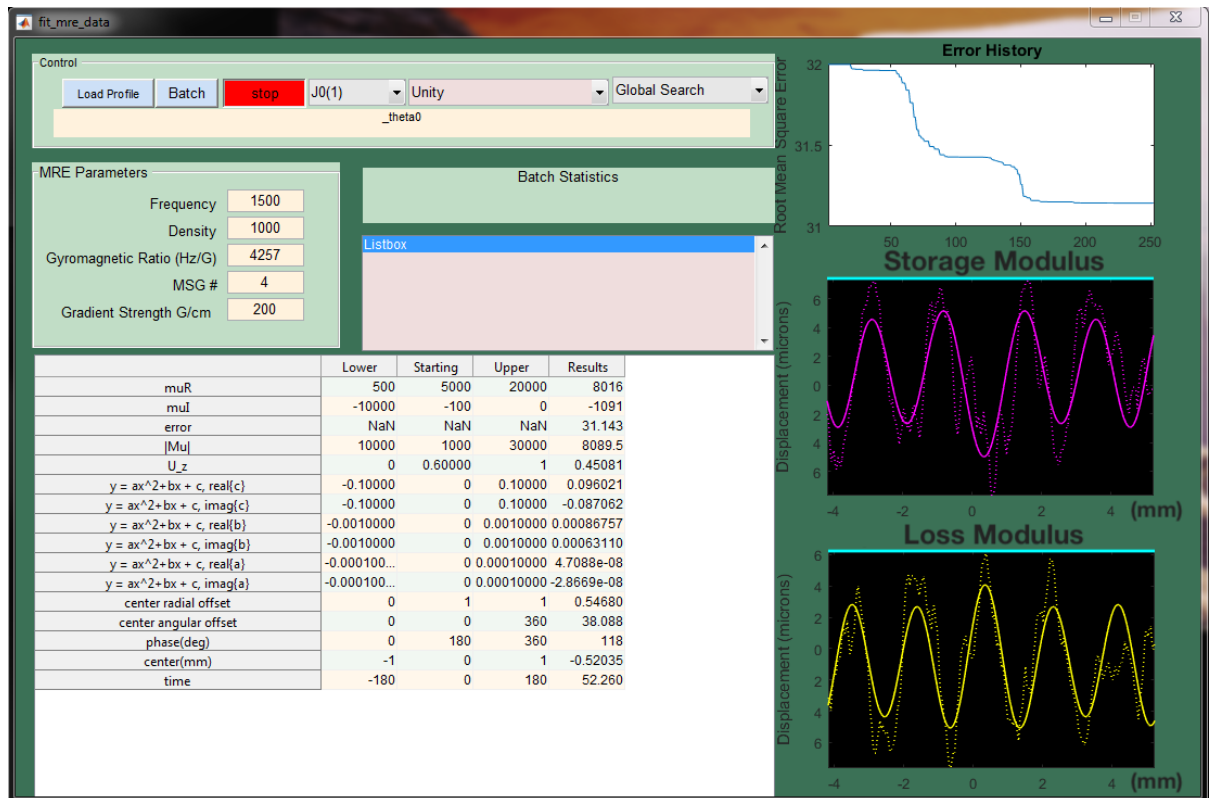 fit_mre_data
Control
Load Profile Batch stop J0(1) Unity Global Search
_theta0
MRE Parameters
Frequency 1500
Density 1000
Gyromagnetic Ratio (Hz/G) 4257
MSG # 4
Gradient Strength G/cm 200
Batch Statistics
Listbox
Lower Starting Upper Results
muR 500 5000 20000 8016
muI -10000 -100 0 -1091
error NaN NaN NaN 31.143
|Mu| 10000 1000 30000 8089.5
U_z 0 0.60000 1 0.45081
y = ax^2+bx + c, real{c} -0.10000 0 0.10000 0.096021
y = ax^2+bx + c, imag{c} -0.10000 0 0.10000 -0.087062
y = ax^2+bx + c, real{b} -0.0010000 0 0.0010000 0.00086757
y = ax^2+bx + c, imag{b} -0.0010000 0 0.0010000 0.00063110
y = ax^2+bx + c, real{a} -0.000100... 0 0.00010000 4.7088e-08
y = ax^2+bx + c, imag{a} -0.000100... 0 0.00010000 -2.8669e-08
center radial offset 0 1 1 0.54680
center angular offset 0 0 360 38.088
phase(deg) 0 180 360 118
center(mm) -1 0 1 -0.52035
time -180 0 180 52.260
Error History
Root Mean Square Error
32
31.5
31
50 100 150 200 250
Storage Modulus
Displacement (microns)
6
4
2
0
2
4
6
-4 -2 0 2 4 (mm)
Loss Modulus
Displacement (microns)
6
4
2
0
2
4
6
-4 -2 0 2 4 (mm)